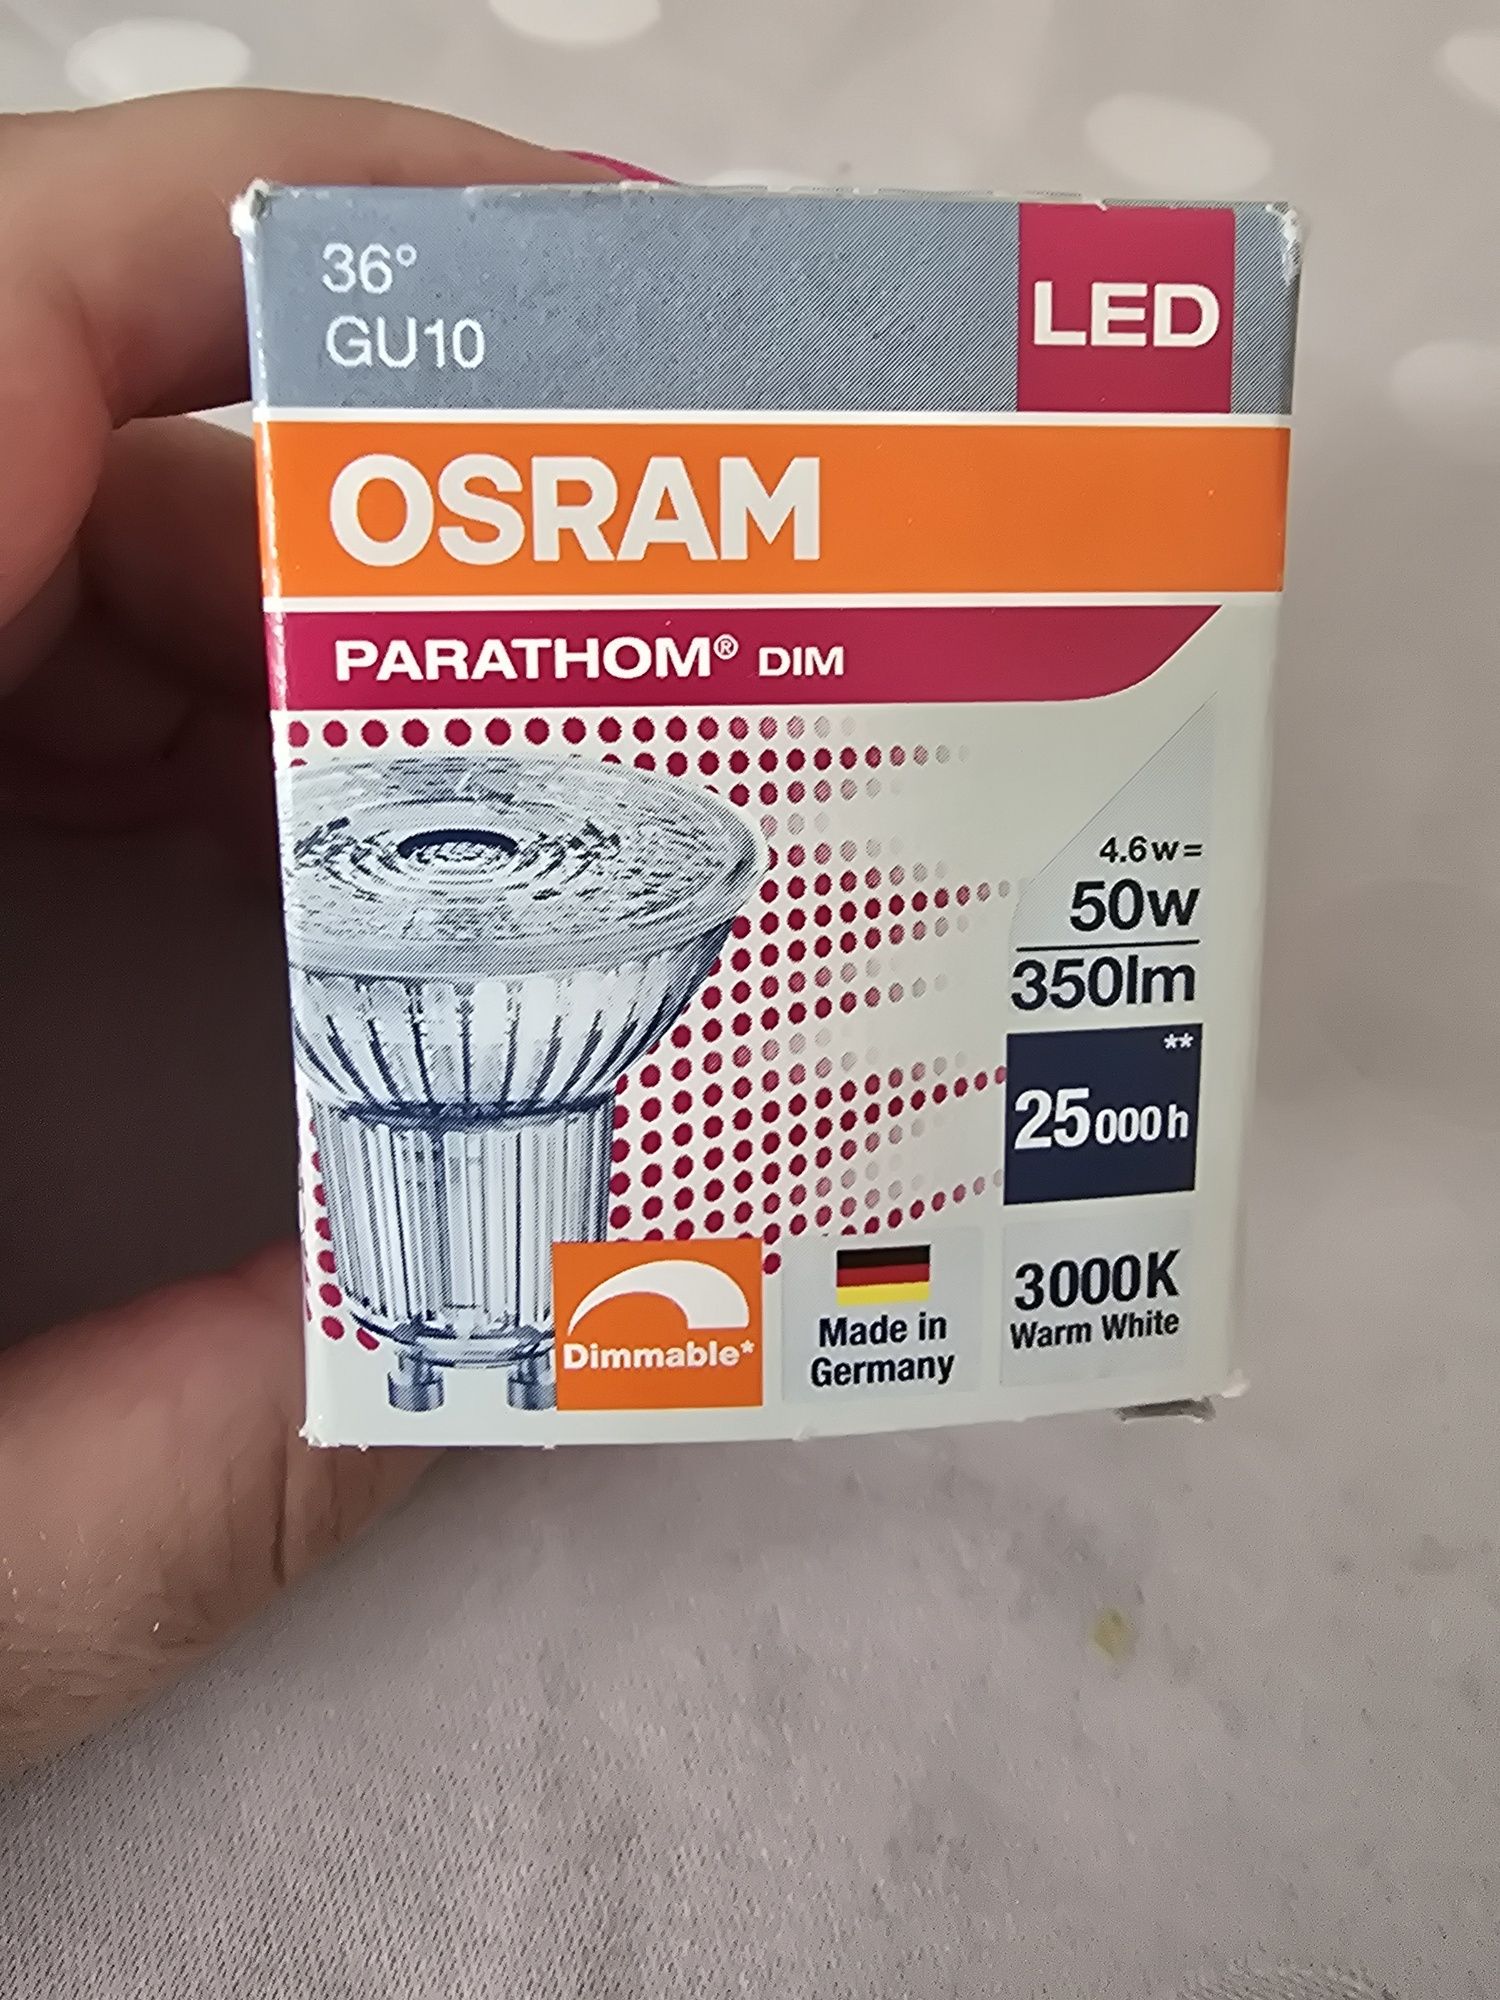 36°
GU10
LED
OSRAM
PARATHOM® DIM
4.6w=
50w
350lm
**
25000h
Dimmable*
Made in
Germany
3000K
Warm White